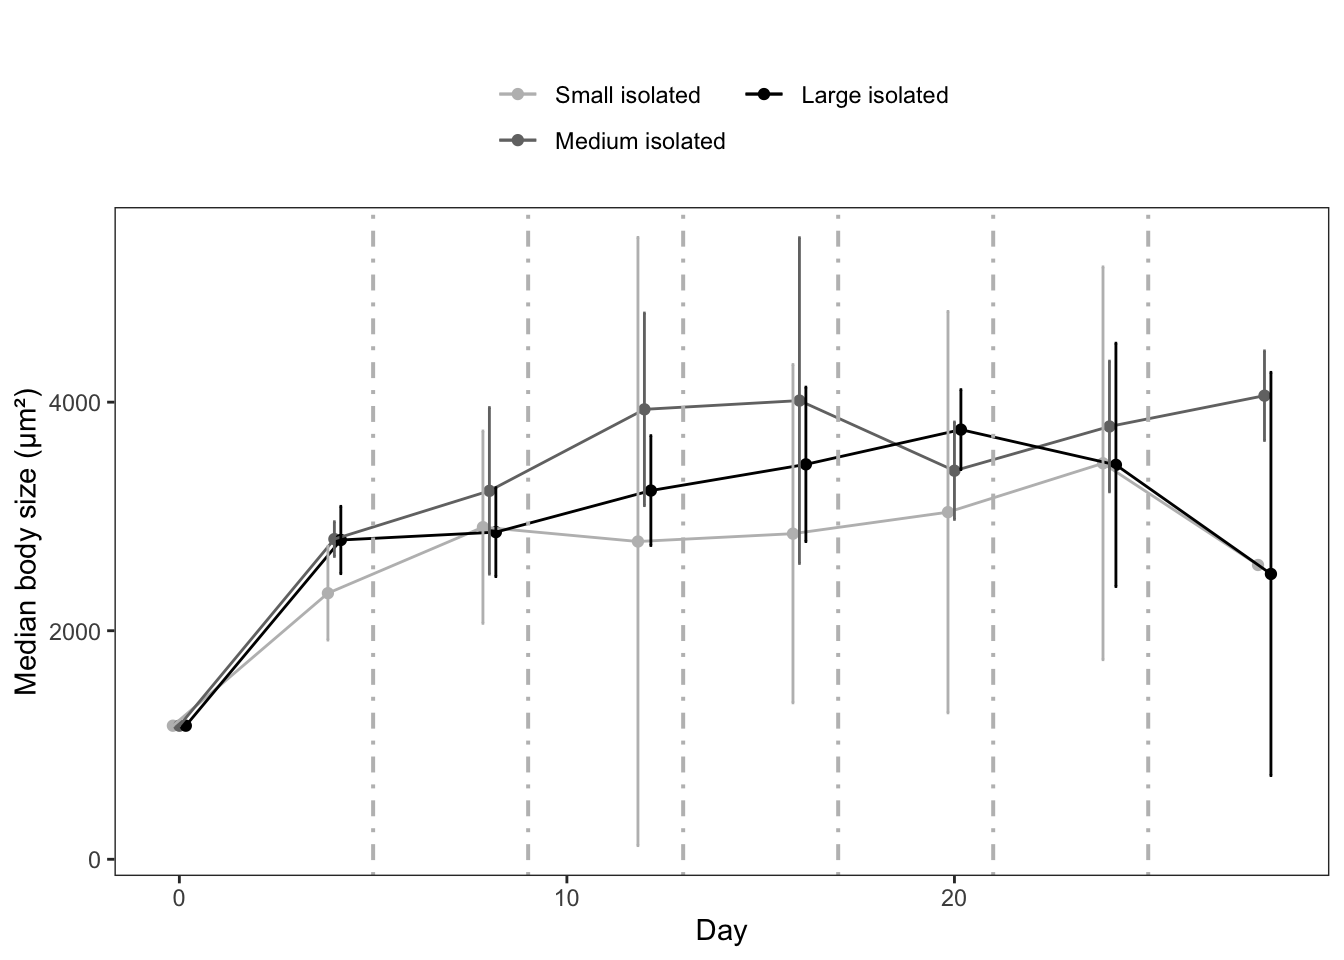 Small isolated
Large isolated
Medium isolated
Median body size (μm²)
4000
2000
0
0
10
20
Day